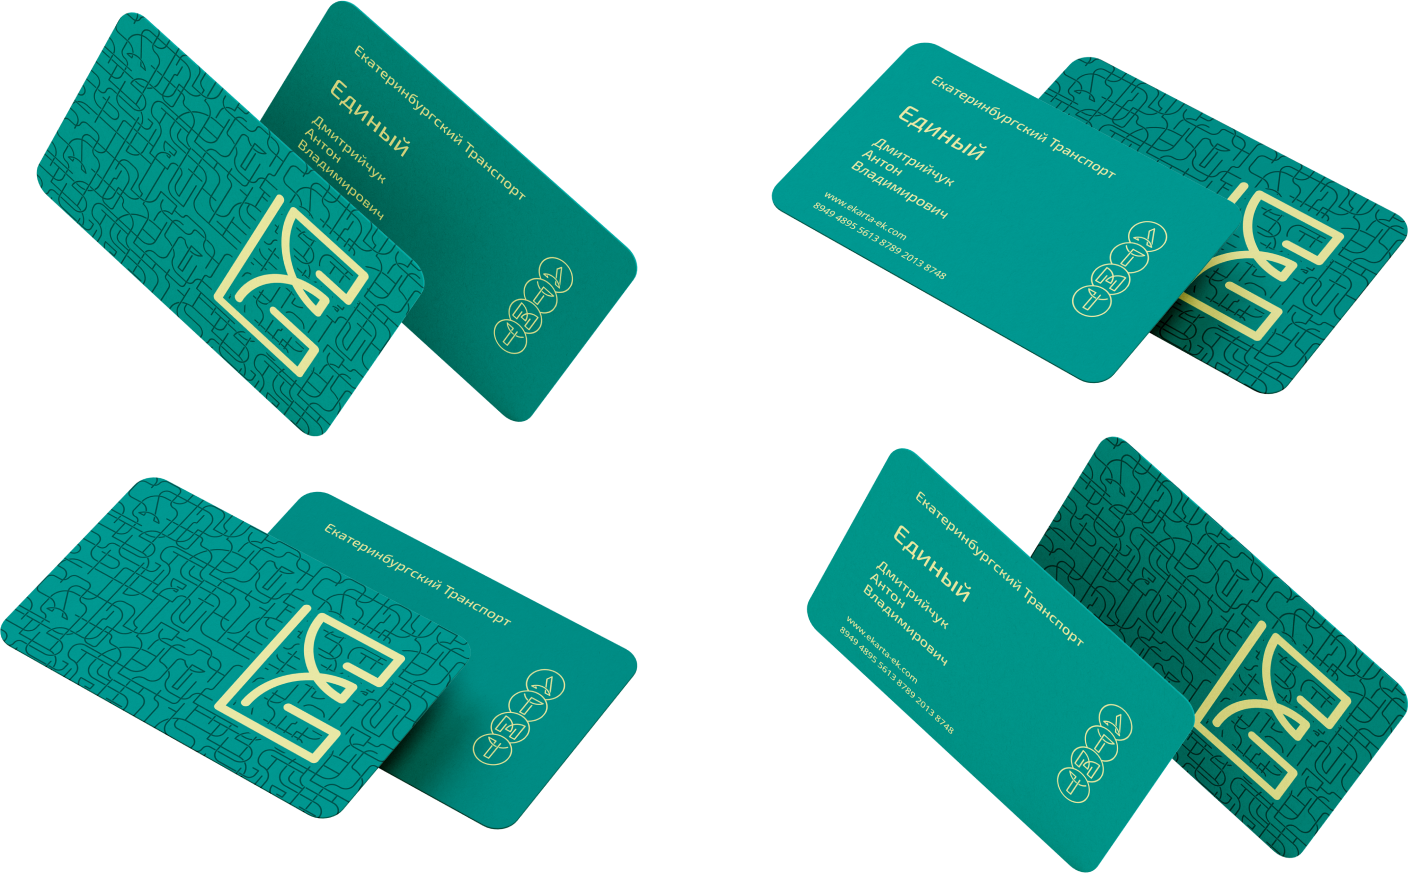 Екатеринбургский Транспорт
Единый
Дмитрийчук
Антон
Владимирович
А Т М Т
Екатеринбургский Транспорт
Единый
Дмитрийчук
Антон
Владимирович
www.ekarta-ek.com
8949 4895 5613 8789 2013 8748
А Т М Т
Екатеринбургский Транспорт
А Т М Т
Екатеринбургский Транспорт
Единый
Дмитрийчук
Антон
Владимирович
www.ekarta-ek.com
8949 4895 5613 8789 2013 8748
А Т М Т